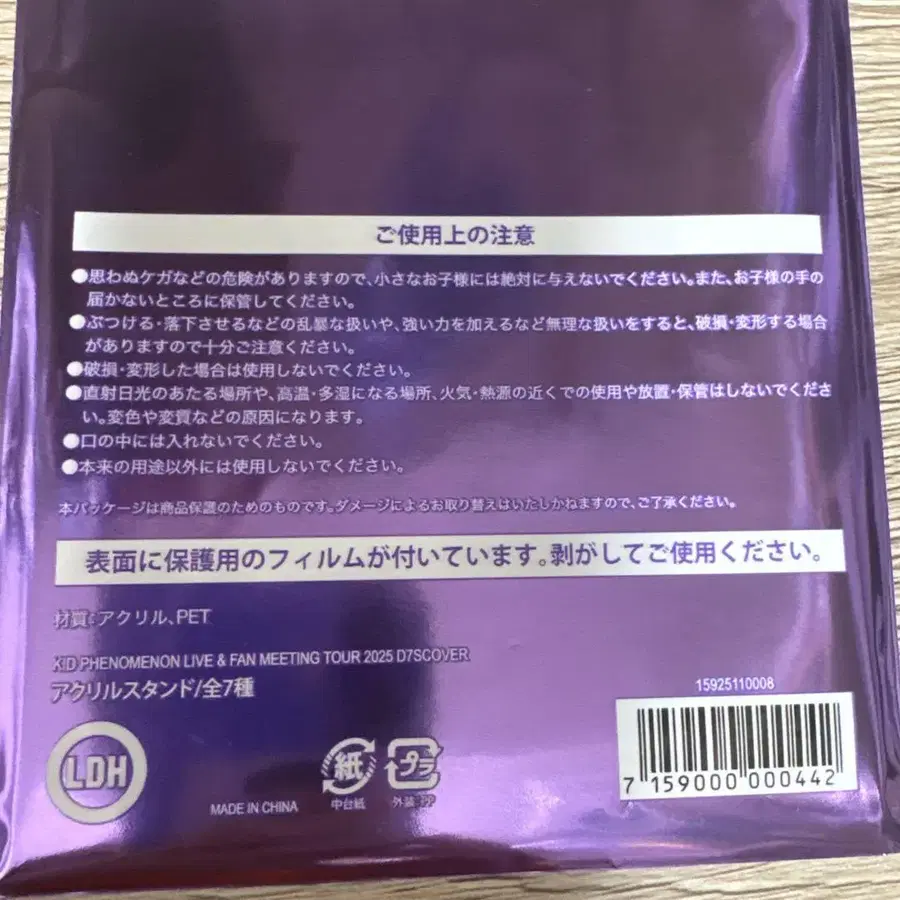 ご使用上の注意
●思わぬケガなどの危険がありますので、小さなお子様には絶対に与えないでください。また、お子様の手の
届かないところに保管してください。
●ぶつける・落下させるなどの乱暴な扱いや、強い力を加えるなど無理な扱いをすると、破損・変形する場合
がありますので十分ご注意ください。
●破損・変形した場合は使用しないでください。
●直射日光のあたる場所や、高温・多湿になる場所、火気・熱源の近くでの使用や放置・保管はしないでくださ
い。変色や変質などの原因になります。
●口の中には入れないでください。
●本来の用途以外には使用しないでください。
本パッケージは商品保護のためのものです。ダメージによるお取り替えはいたしかねますので、ご了承ください。
表面に保護用のフィルムが付いています。剥がしてご使用ください。
材質:アクリル、PET
KID PHENOMENON LIVE & FAN MEETING TOUR 2025 D7SCOVER
アクリルスタンド/全7種
15925110008
LDH
MADE IN CHINA
紙
中台紙
プラ
外装:PP
7 159000 000442